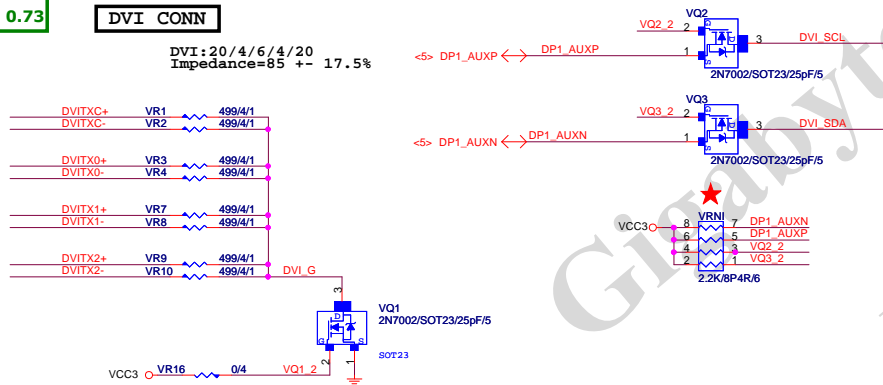 0.73
DVI CONN
DVI:20/4/6/4/20
Impedance=85 +- 17.5%
VQ2
VQ2_2
2
D
3
DVI_SCL
<5> DP1_AUXP
DP1_AUXP
1
S
2N7002/SOT23/25pF/5
VQ3
VQ3_2
2
D
3
DVI_SDA
<5> DP1_AUXN
DP1_AUXN
1
S
2N7002/SOT23/25pF/5
DVITXC+ VR1 499/4/1
DVITXC- VR2 499/4/1
DVITX0+ VR3 499/4/1
DVITX0- VR4 499/4/1
DVITX1+ VR7 499/4/1
DVITX1- VR8 499/4/1
DVITX2+ VR9 499/4/1
DVITX2- VR10 499/4/1
DVI_G
VRNI
VCC3
8 7 DP1_AUXN
6 5 DP1_AUXP
4 3 VQ2_2
2 1 VQ3_2
2.2K/8P4R/6
3
VQ1
2N7002/SOT23/25pF/5
D
G S
SOT23
2 1
VCC3 VR16 0/4 VQ1_2
Gigabyte